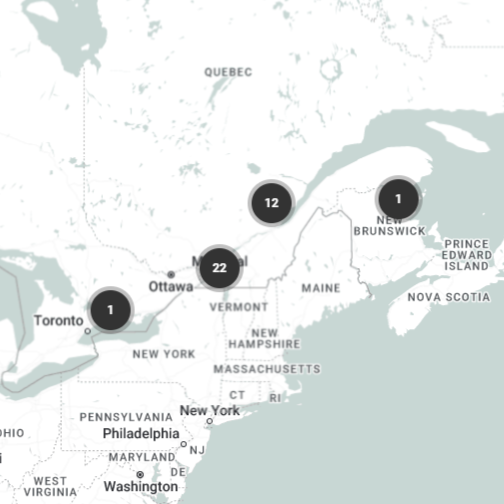 QUEBEC
12
1
NEW
BRUNSWICK
PRINCE
EDWARD
ISLAND
22
Ottawa
MAINE
NOVA SCOTIA
1
VERMONT
Toronto
NEW
HAMPSHIRE
NEW YORK
MASSACHUSETTS
CT
RI
New York
PENNSYLVANIA
Philadelphia
OHIO
NJ
MARYLAND
DE
WEST
VIRGINIA
Washington